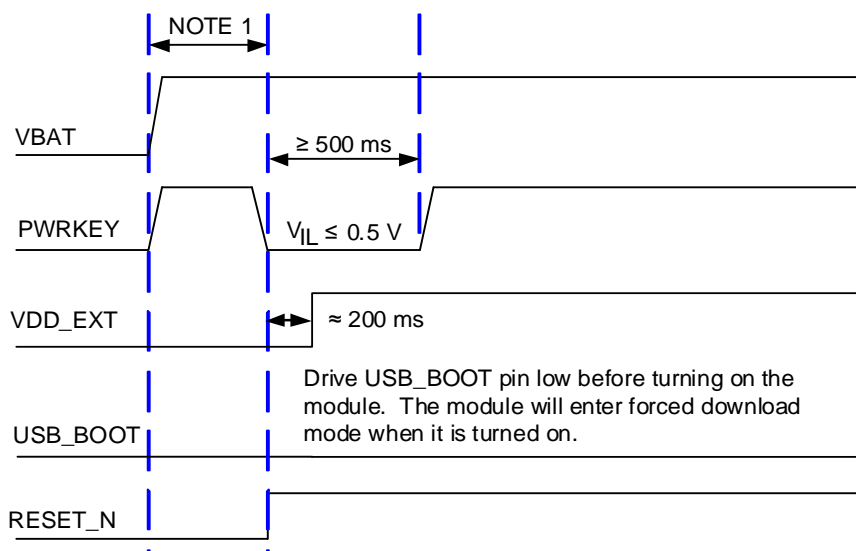 NOTE 1
VBAT
≥ 500 ms
PWRKEY
VIL ≤ 0.5 V
VDD_EXT
≈ 200 ms
Drive USB_BOOT pin low before turning on the
module. The module will enter forced download
mode when it is turned on.
USB_BOOT
RESET_N